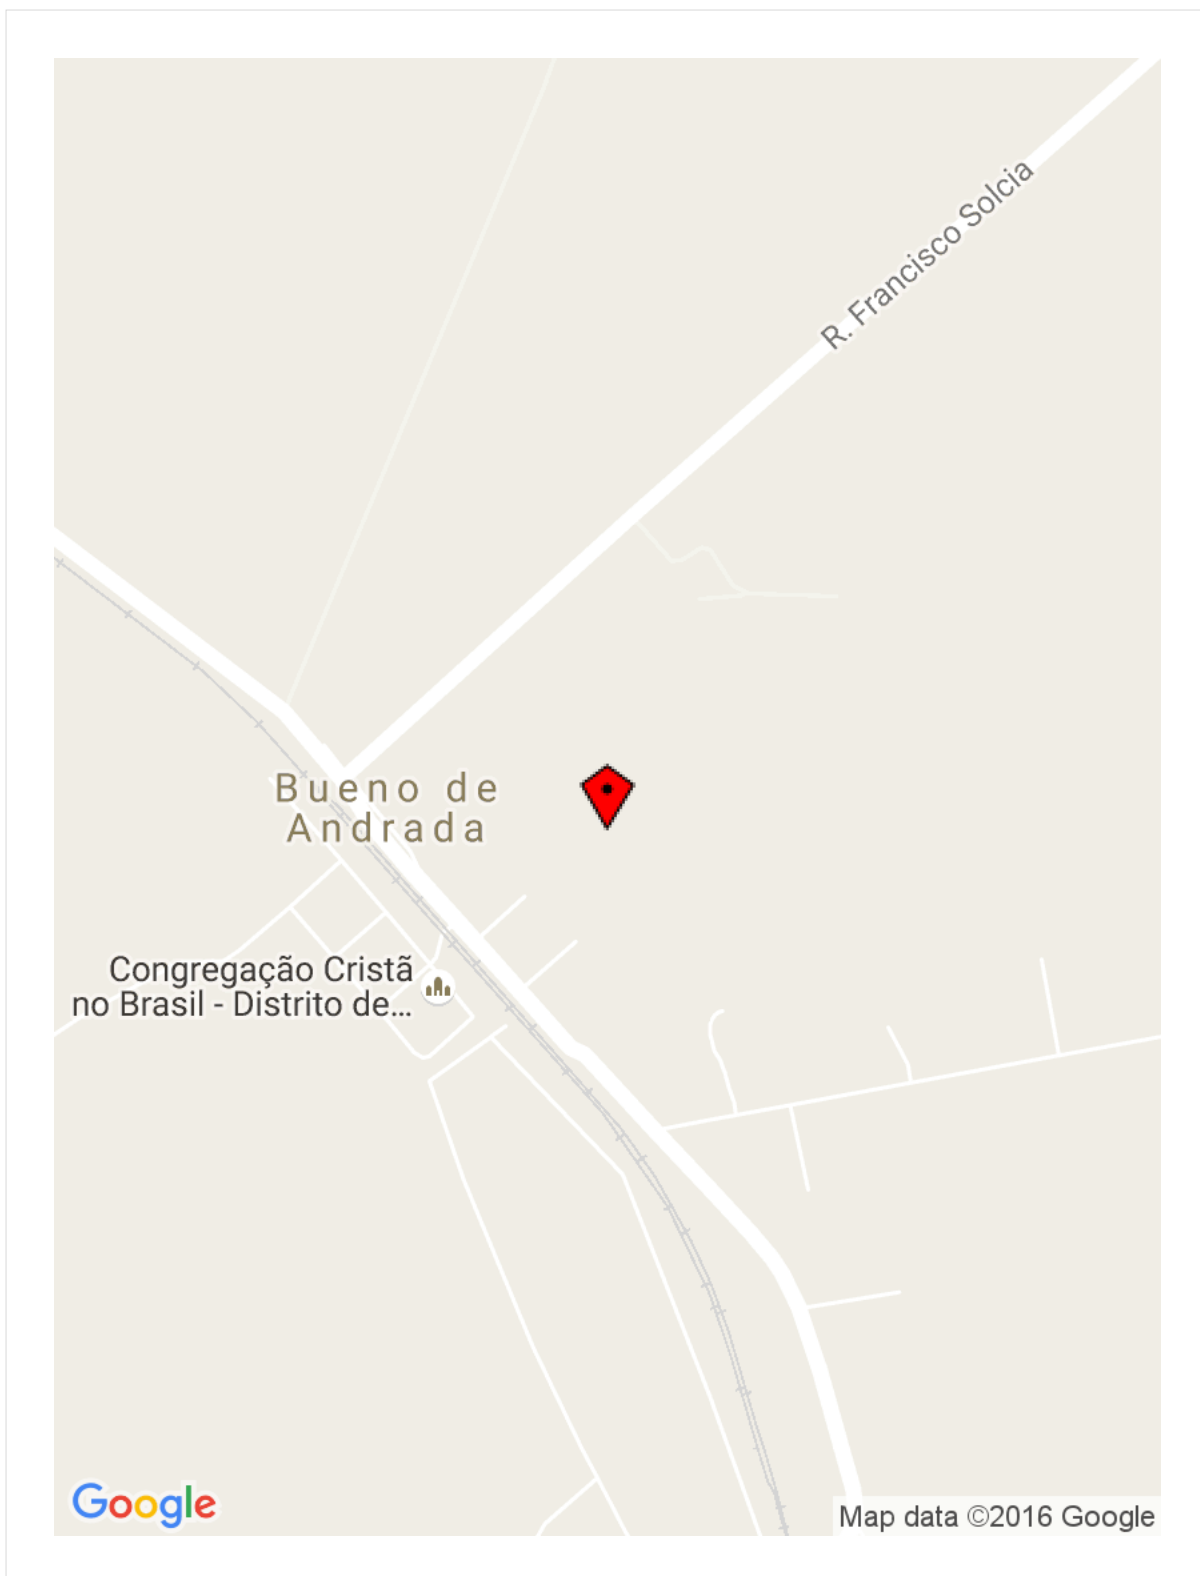 R. Francisco Solcia
Bueno de
Andrada
Congregação Cristã
no Brasil - Distrito de...
Google
Map data ©2016 Google